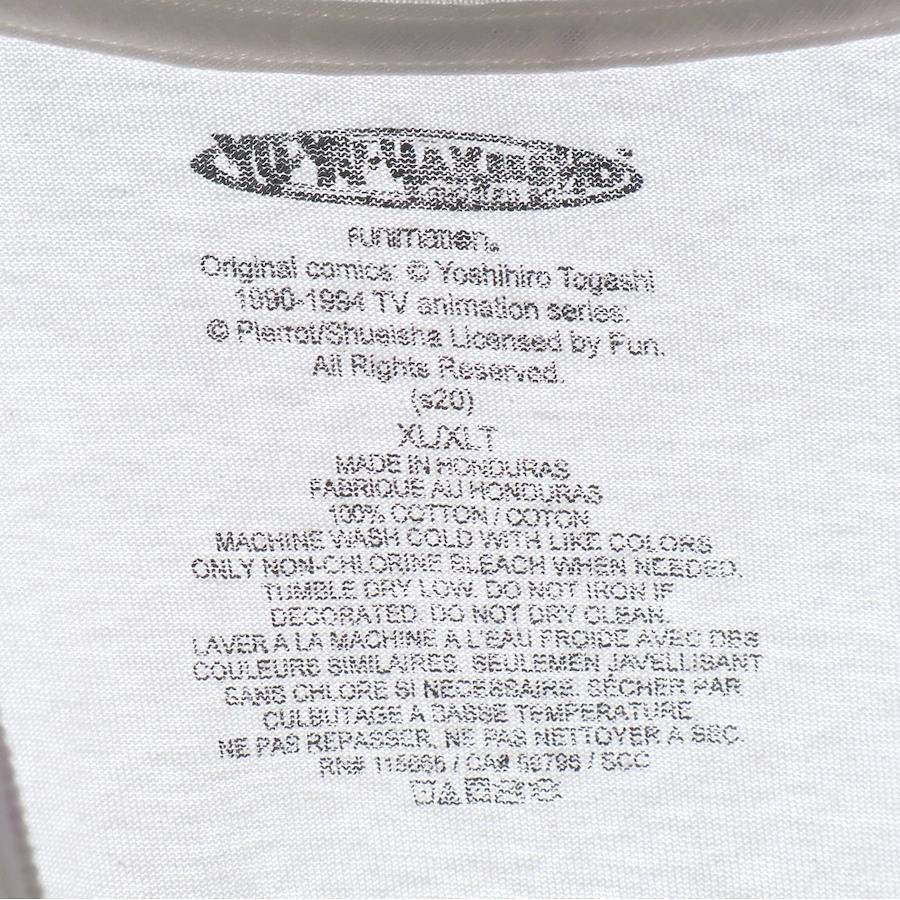 YU YU HAKUSHO
FUNIMATION.
Original comics: © Yoshihiro Togashi
1990-1994 TV animation series:
© Pierrot/Shueisha Licensed by Fun.
All Rights Reserved.
(s20)
XL/XLT
MADE IN HONDURAS
FABRIQUE AU HONDURAS
100% COTTON / COTON
MACHINE WASH COLD WITH LIKE COLORS
ONLY NON-CHLORINE BLEACH WHEN NEEDED.
TUMBLE DRY LOW. DO NOT IRON IF
DECORATED. DO NOT DRY CLEAN.
LAVER A LA MACHINE A L'EAU FROIDE AVEC DES
COULEURS SIMILAIRES. SEULEMEN JAVELLISANT
SANS CHLORE SI NECESSAIRE. SÉCHER PAR
CULBUTAGE À BASSE TEMPERATURE
NE PAS REPASSER. NE PAS NETTOYER A SEC.
RN# / CA# / SCC